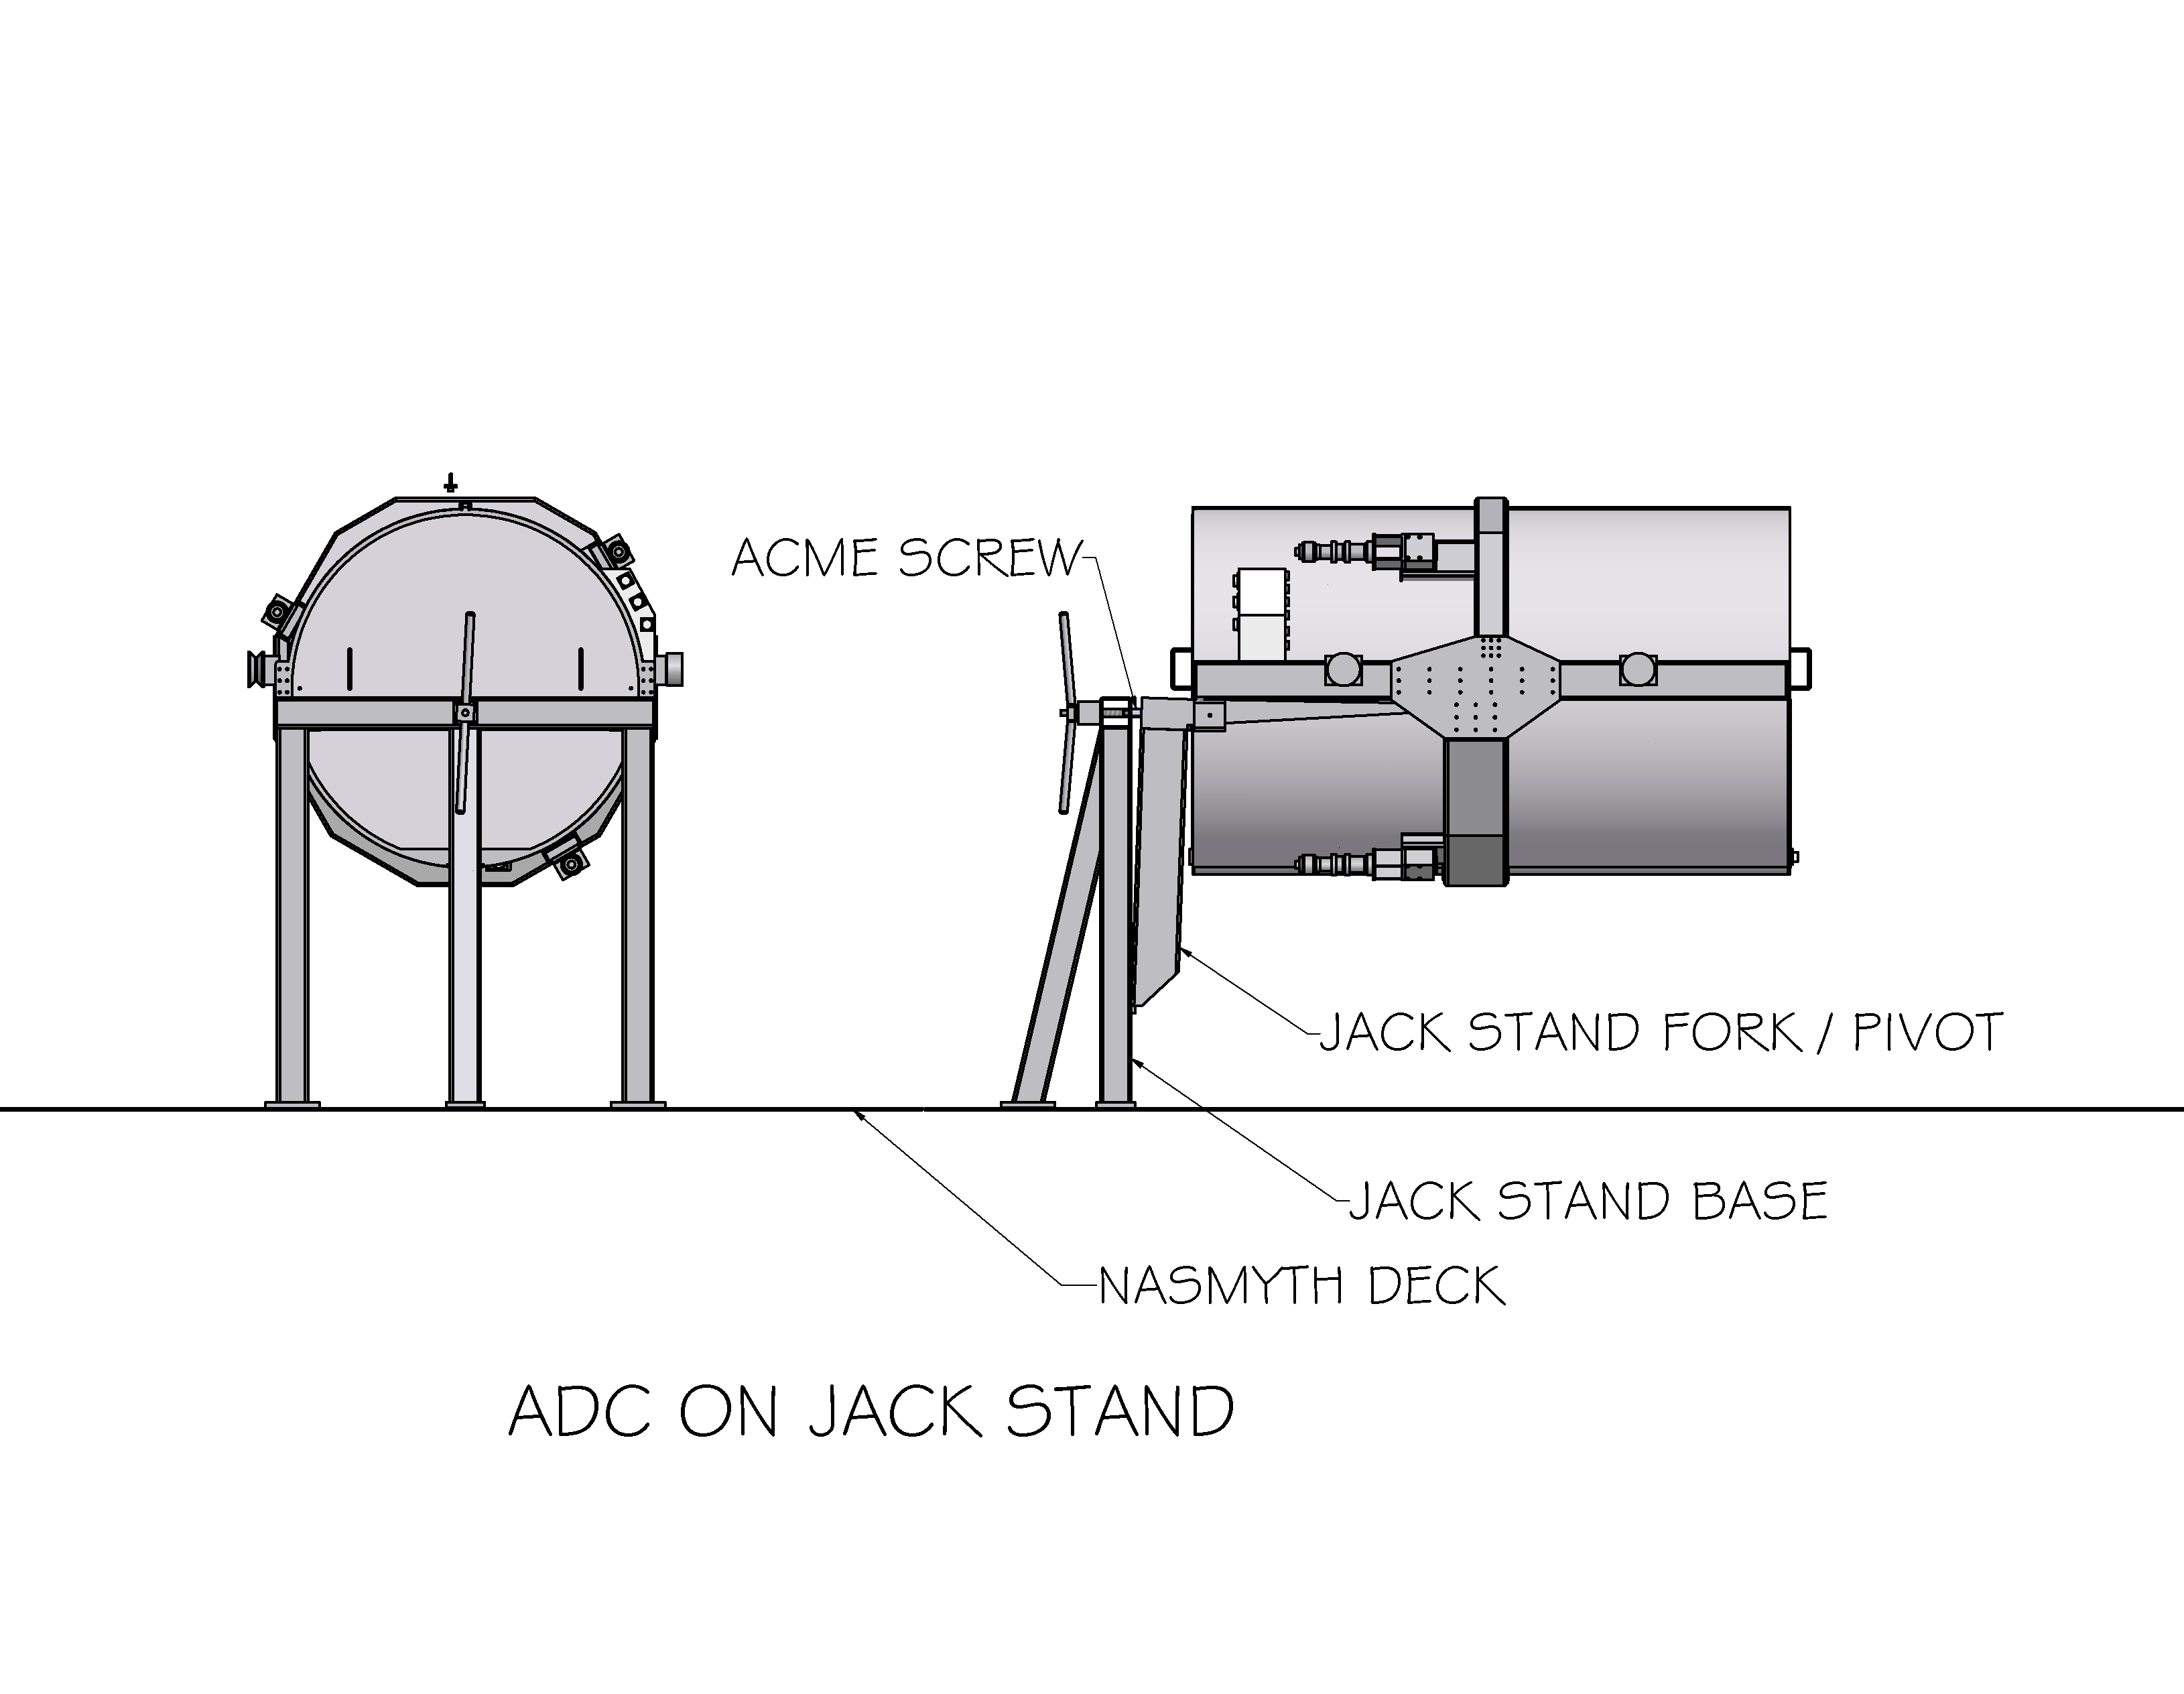 ACME SCREW
JACK STAND FORK / PIVOT
JACK STAND BASE
NASMYTH DECK
ADC ON JACK STAND